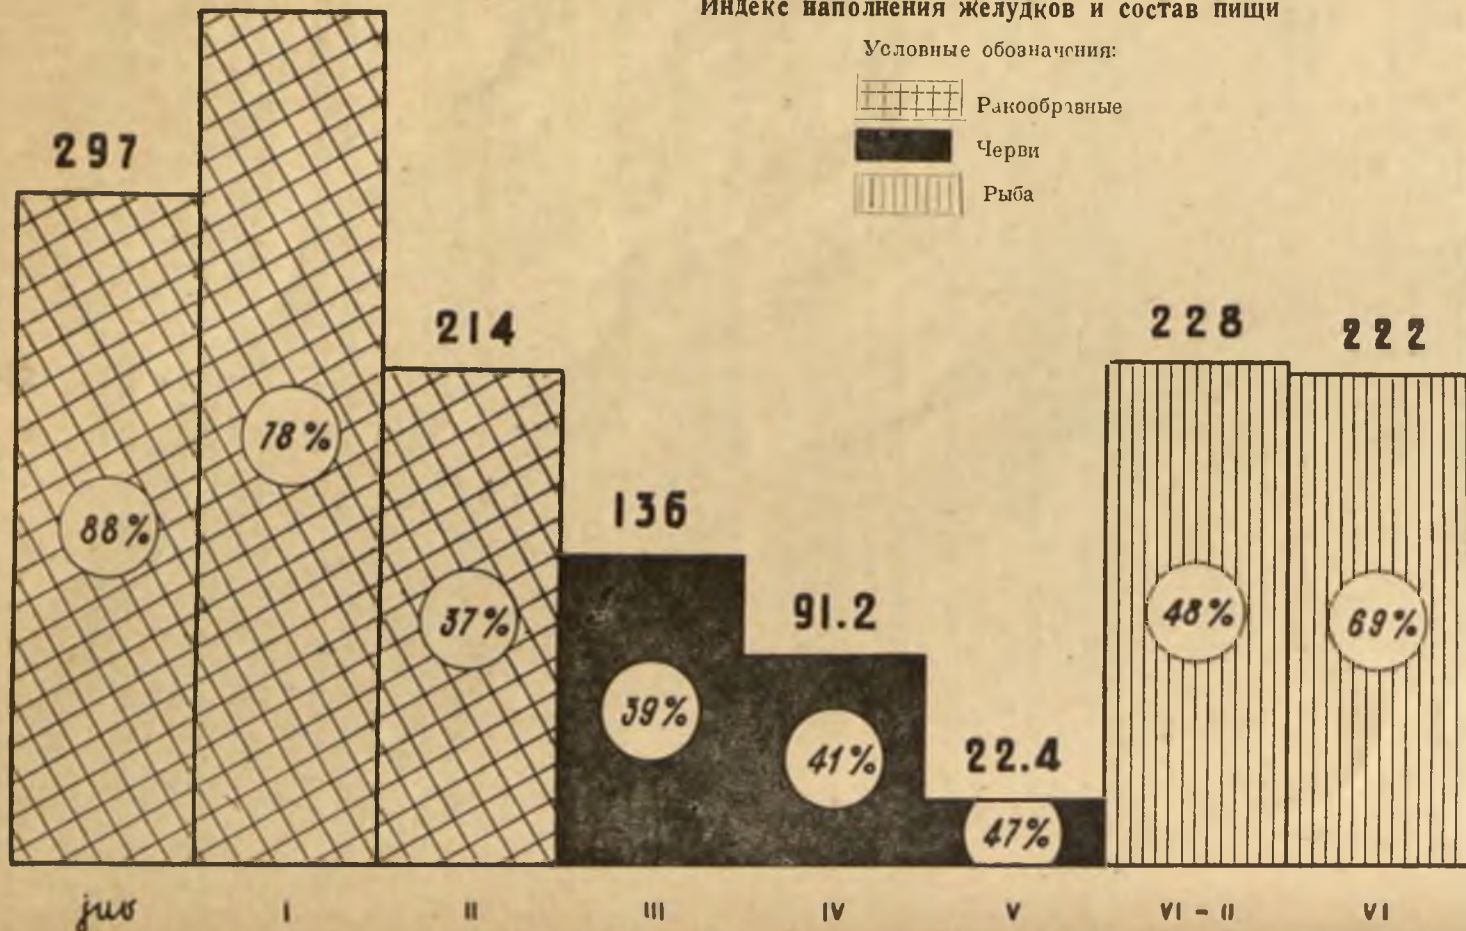 Индекс наполнения желудков и состав пищи
Условные обозначения:
Ракообразные
Черви
Рыба
297
214
136
91.2
22.4
228
222
88%
78%
37%
39%
41%
47%
48%
69%
juv
I
II
III
IV
V
VI - II
VI